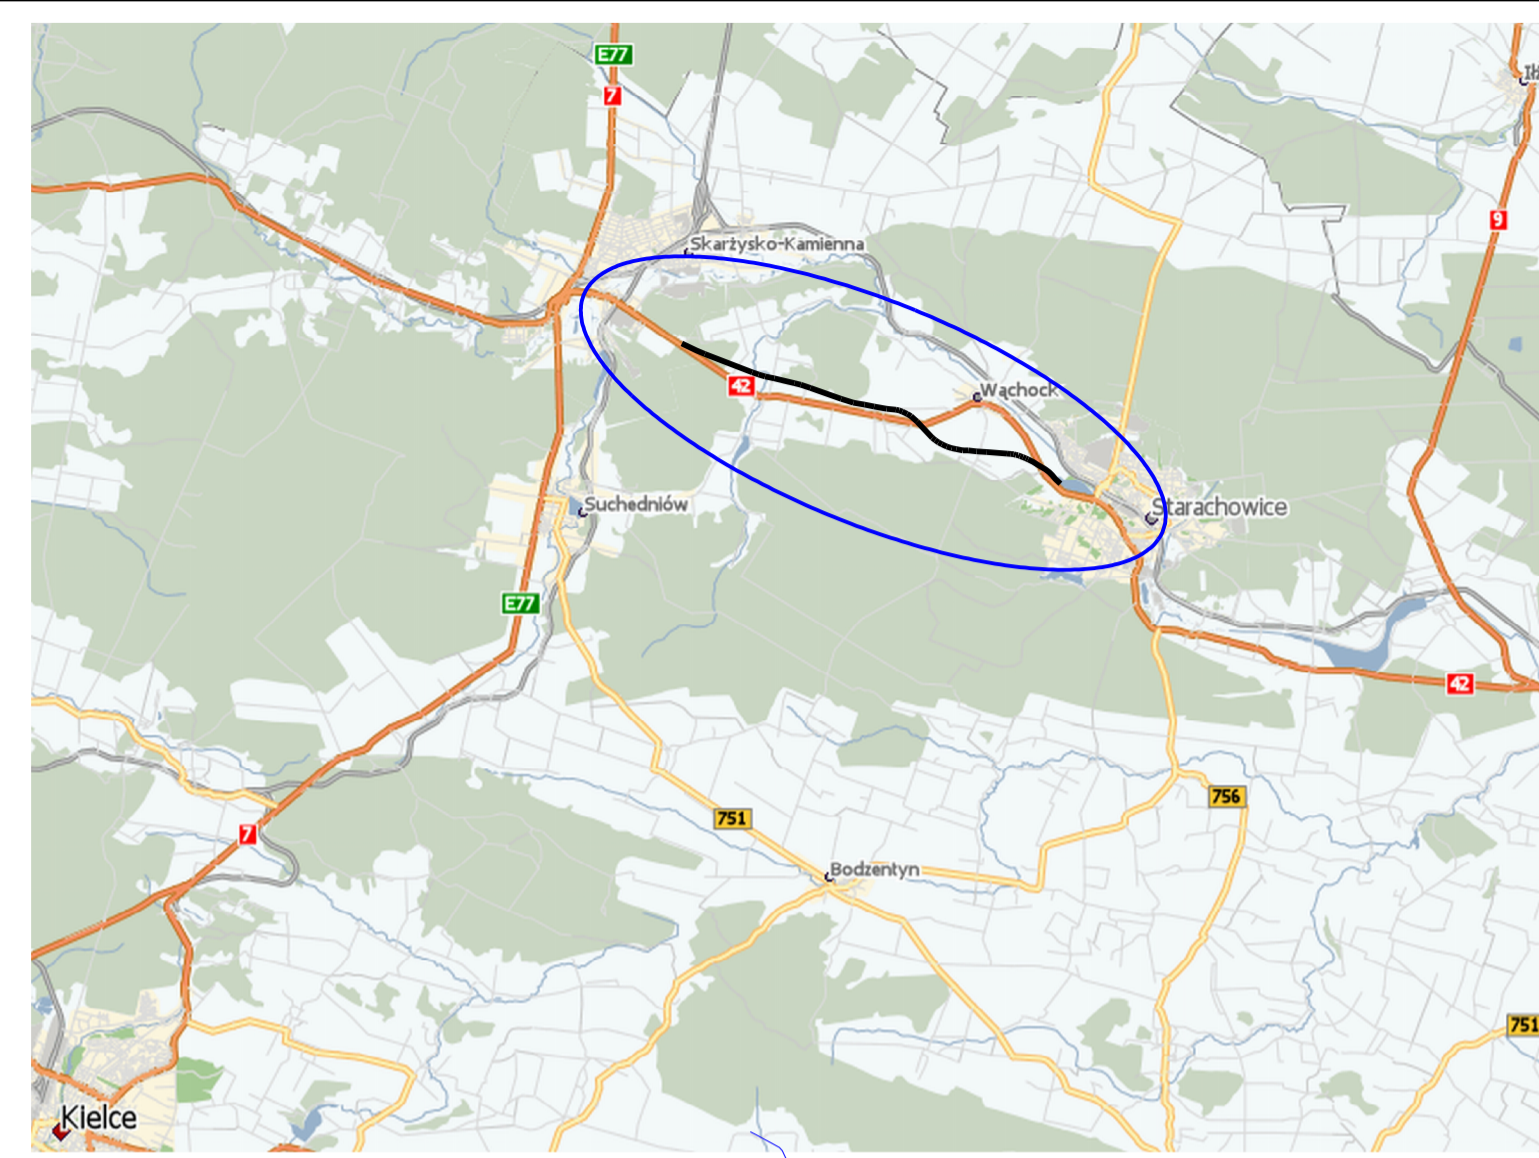 E77
7
9
Skarżysko-Kamienna
42
Wąchock
Suchedniów
Starachowice
E77
42
756
751
7
Bodzentyn
751
Kielce